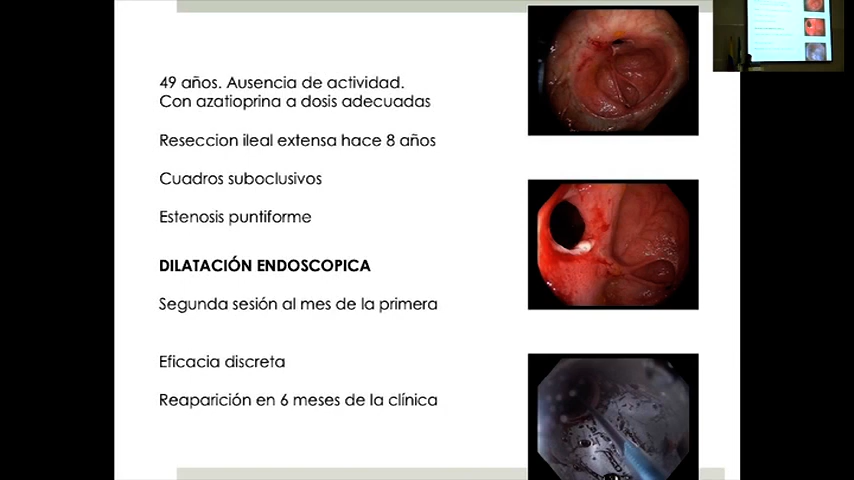 49 años. Ausencia de actividad.
Con azatioprina a dosis adecuadas
Reseccion ileal extensa hace 8 años
Cuadros suboclusivos
Estenosis puntiforme
DILATACIÓN ENDOSCOPICA
Segunda sesión al mes de la primera
Eficacia discreta
Reaparición en 6 meses de la clínica